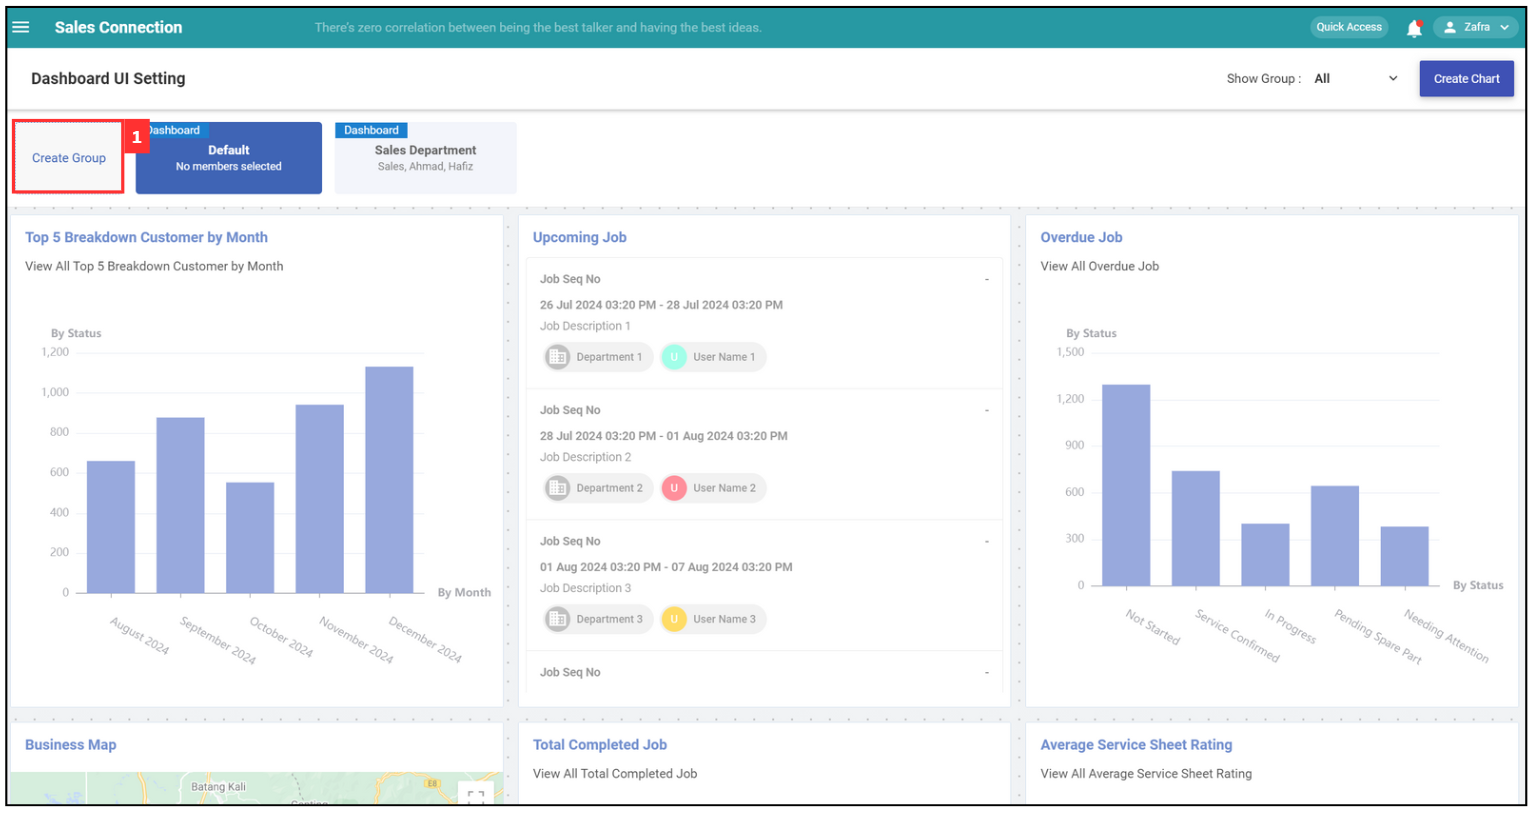 Sales Connection
There's zero correlation between being the best talker and having the best ideas.
Quick Access
Zafra
Dashboard UI Setting
Show Group :
All
Create Chart
Create Group
1
Dashboard
Default
No members selected
Dashboard
Sales Department
Sales, Ahmad, Hafiz
Top 5 Breakdown Customer by Month
View All Top 5 Breakdown Customer by Month
By Status
1,200
1,000
800
600
400
200
0
By Month
August 2024
September 2024
October 2024
November 2024
December 2024
Upcoming Job
Job Seq No -
26 Jul 2024 03:20 PM - 28 Jul 2024 03:20 PM
Job Description 1
Department 1
U User Name 1
Job Seq No -
28 Jul 2024 03:20 PM - 01 Aug 2024 03:20 PM
Job Description 2
Department 2
U User Name 2
Job Seq No -
01 Aug 2024 03:20 PM - 07 Aug 2024 03:20 PM
Job Description 3
Department 3
U User Name 3
Job Seq No -
Overdue Job
View All Overdue Job
By Status
1,500
1,200
900
600
300
0
By Status
Not Started
Service Confirmed
In Progress
Pending Spare Part
Needing Attention
Business Map
Batang Kali
E8
Total Completed Job
View All Total Completed Job
Average Service Sheet Rating
View All Average Service Sheet Rating